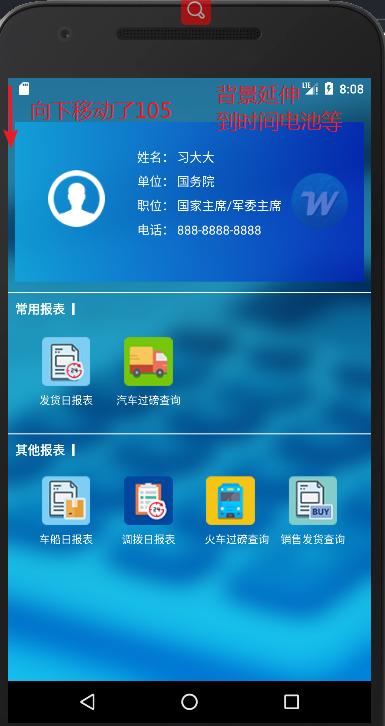 LTE 8:08
背景延伸
向下移动了105
到时间电池等
姓名： 习大大
单位： 国务院
职位： 国家主席/军委主席
电话： 888-8888-8888
W
常用报表
24
发货日报表 汽车过磅查询
其他报表
24 BUY
车船日报表 调拨日报表 火车过磅查询 销售发货查询